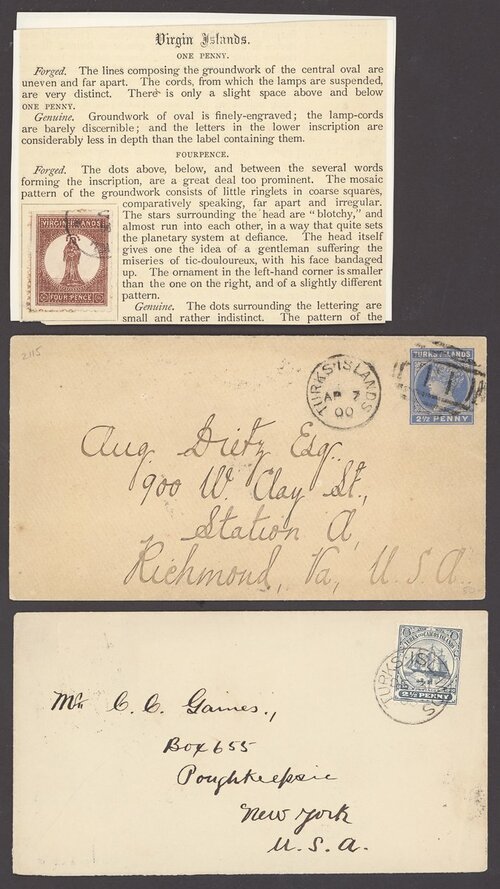 Virgin Islands.
ONE PENNY.
Forged. The lines composing the groundwork of the central oval are
uneven and far apart. The cords, from which the lamps are suspended,
are very distinct. There is only a slight space above and below
ONE PENNY.
Genuine. Groundwork of oval is finely-engraved; the lamp-cords
are barely discernible; and the letters in the lower inscription are
considerably less in depth than the label containing them.
FOURPENCE.
Forged. The dots above, below, and between the several words
forming the inscription, are a great deal too prominent. The mosaic
pattern of the groundwork consists of little ringlets in coarse squares,
comparatively speaking, far apart and irregular.
The stars surrounding the head are "blotchy," and
almost run into each other, in a way that quite sets
the planetary system at defiance. The head itself
gives one the idea of a gentleman suffering the
miseries of tic-douloureux, with his face bandaged
up. The ornament in the left-hand corner is smaller
than the one on the right, and of a slightly different
pattern.
Genuine. The dots surrounding the lettering are
small and rather indistinct. The pattern of the
VIRGIN ISLANDS
FOUR PENCE
2115
TURKS ISLANDS
AP 7
00
TURKS ISLANDS
2½ PENNY
Aug. Dietz Esq.,
900 W. Clay St.,
Station A,
Richmond, Va, U.S.A.
TURKS AND CAICOS ISLANDS
2½ PENNY
TURKS ISLANDS
Mr. C. C. Gaines.,
Box 655
Poughkeepsie
New York
U.S.A.